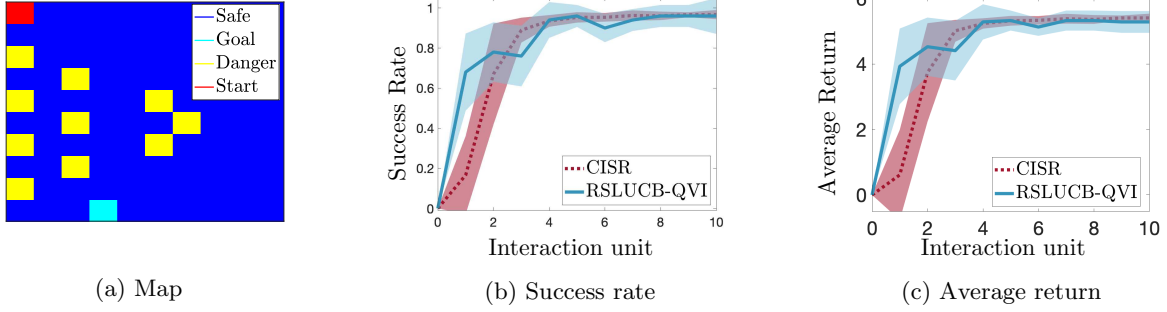 Safe
Goal
Danger
Start
(a) Map
1
0.8
0.6
0.4
0.2
0
0 2 4 6 8 10
Success Rate
Interaction unit
CISR
RSLUCB-QVI
(b) Success rate
6
4
2
0
0 2 4 6 8 10
Average Return
Interaction unit
CISR
RSLUCB-QVI
(c) Average return